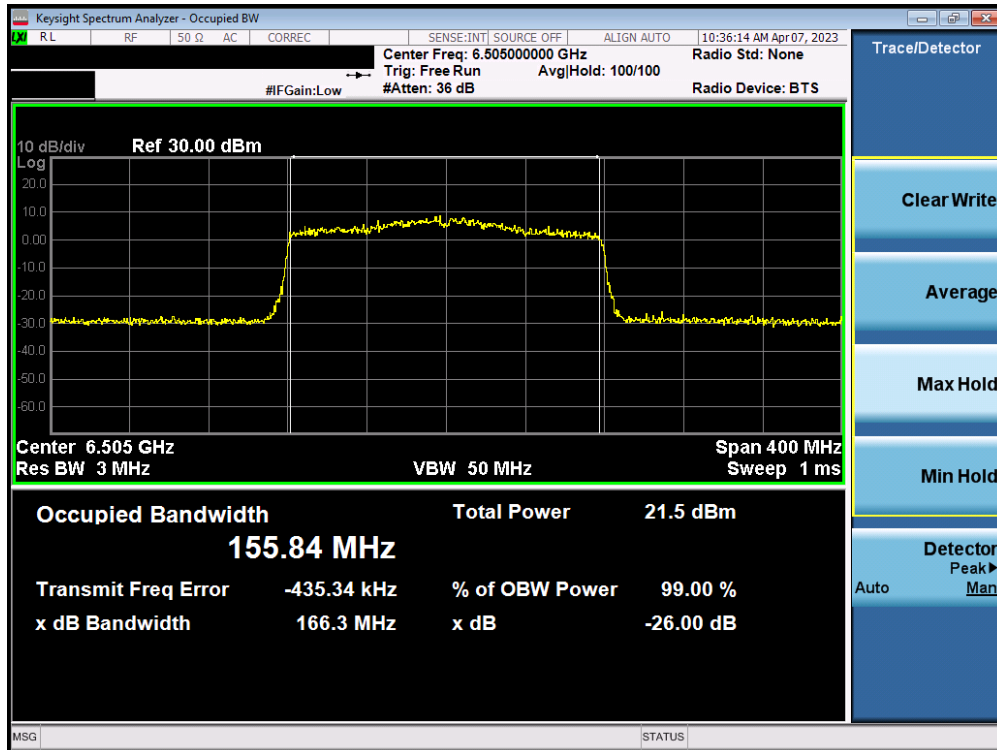 Keysight Spectrum Analyzer - Occupied BW
LXI RL RF 50 Ω AC CORREC SENSE:INT SOURCE OFF ALIGN AUTO 10:36:14 AM Apr 07, 2023
Center Freq: 6.505000000 GHz Radio Std: None
Trig: Free Run Avg|Hold: 100/100
#IFGain:Low #Atten: 36 dB Radio Device: BTS
Trace/Detector
10 dB/div Ref 30.00 dBm
Log
20.0
10.0
0.00
-10.0
-20.0
-30.0
-40.0
-50.0
-60.0
Center 6.505 GHz Span 400 MHz
Res BW 3 MHz VBW 50 MHz Sweep 1 ms
Occupied Bandwidth Total Power 21.5 dBm
155.84 MHz
Transmit Freq Error -435.34 kHz % of OBW Power 99.00 %
x dB Bandwidth 166.3 MHz x dB -26.00 dB
Clear Write
Average
Max Hold
Min Hold
Detector
Peak▶
Auto Man
MSG STATUS